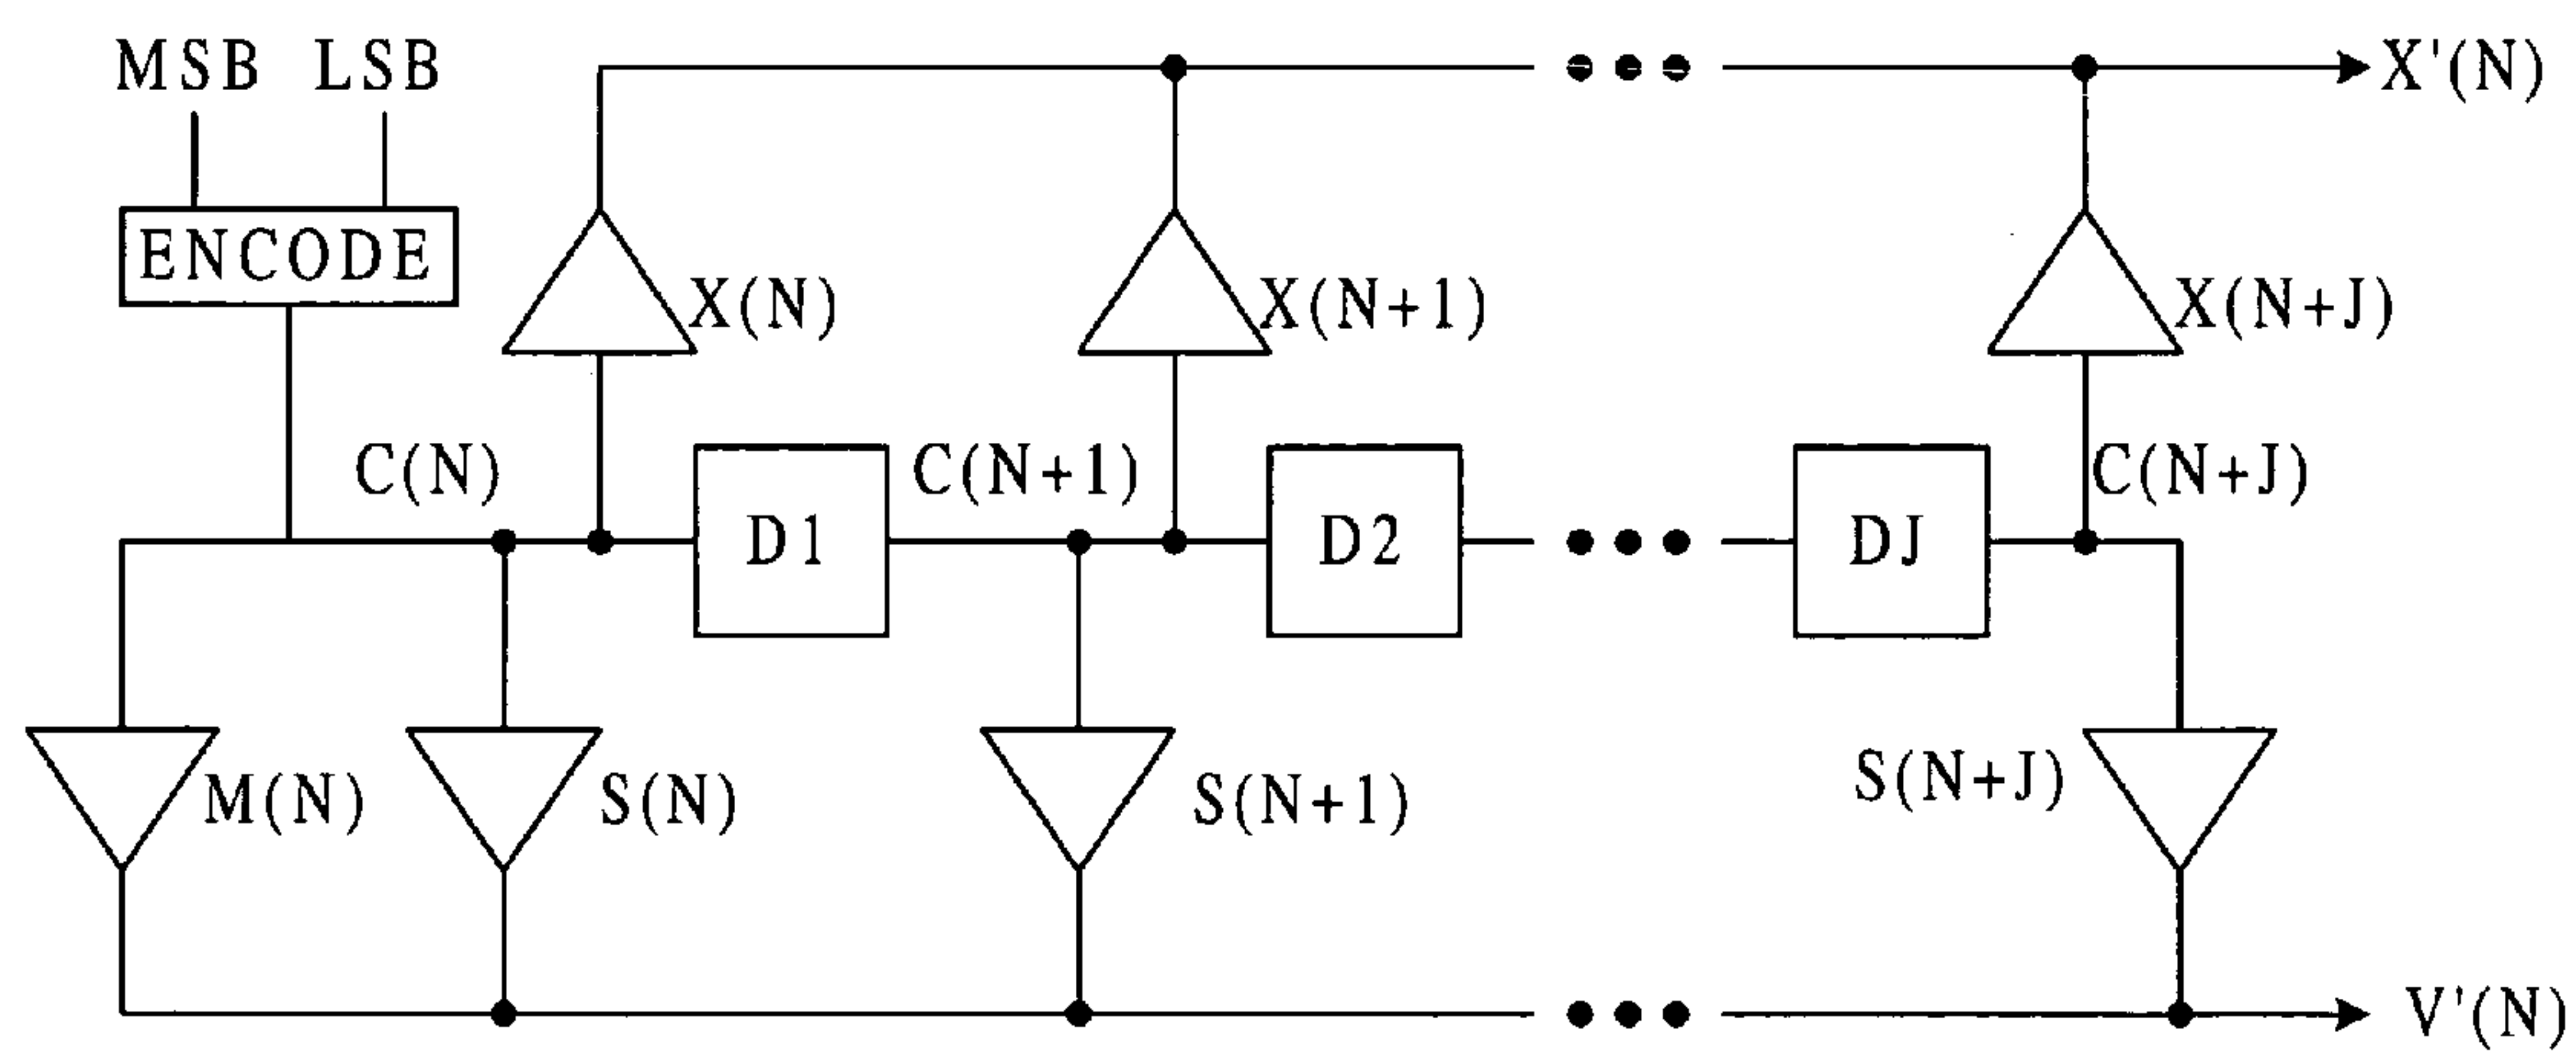 MSB LSB
X'(N)
ENCODE
X(N) X(N+1) X(N+J)
C(N) C(N+1) C(N+J)
D1 D2 DJ
M(N) S(N) S(N+1) S(N+J)
V'(N)